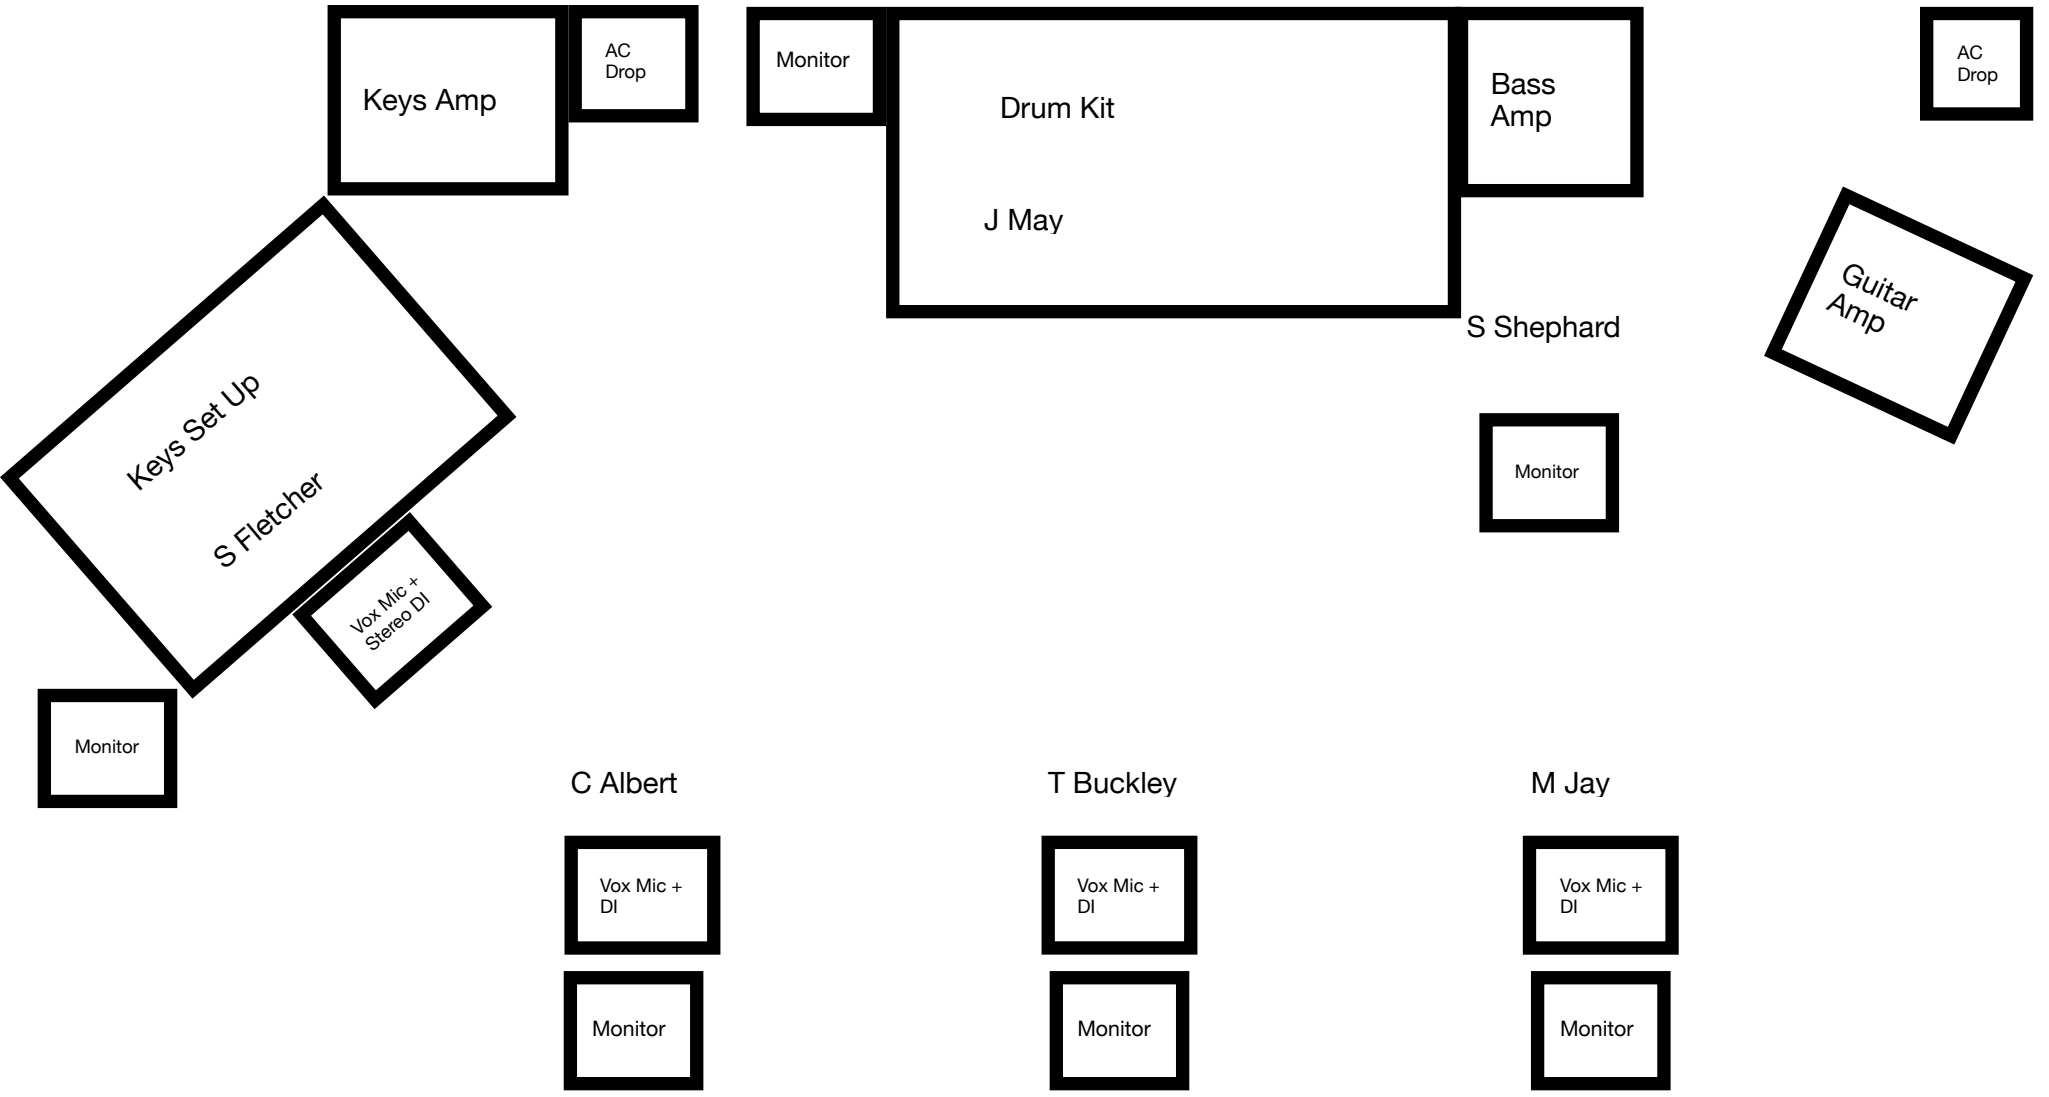 Keys Amp
AC
Drop
Monitor
Drum Kit
J May
Bass
Amp
AC
Drop
Guitar
Amp
S Shephard
Monitor
Keys Set Up
S Fletcher
Vox Mic +
Stereo DI
Monitor
C Albert
T Buckley
M Jay
Vox Mic +
DI
Vox Mic +
DI
Vox Mic +
DI
Monitor
Monitor
Monitor